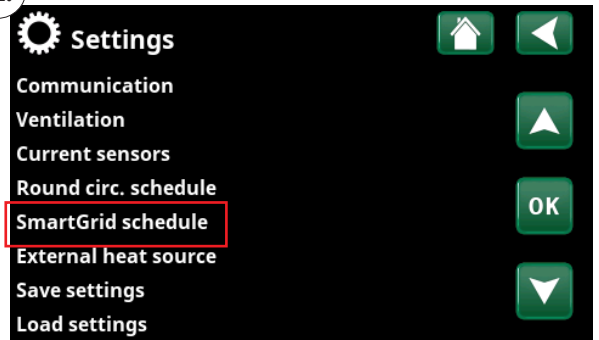 Settings
Communication
Ventilation
Current sensors
Round circ. schedule
SmartGrid schedule
OK
External heat source
Save settings
Load settings